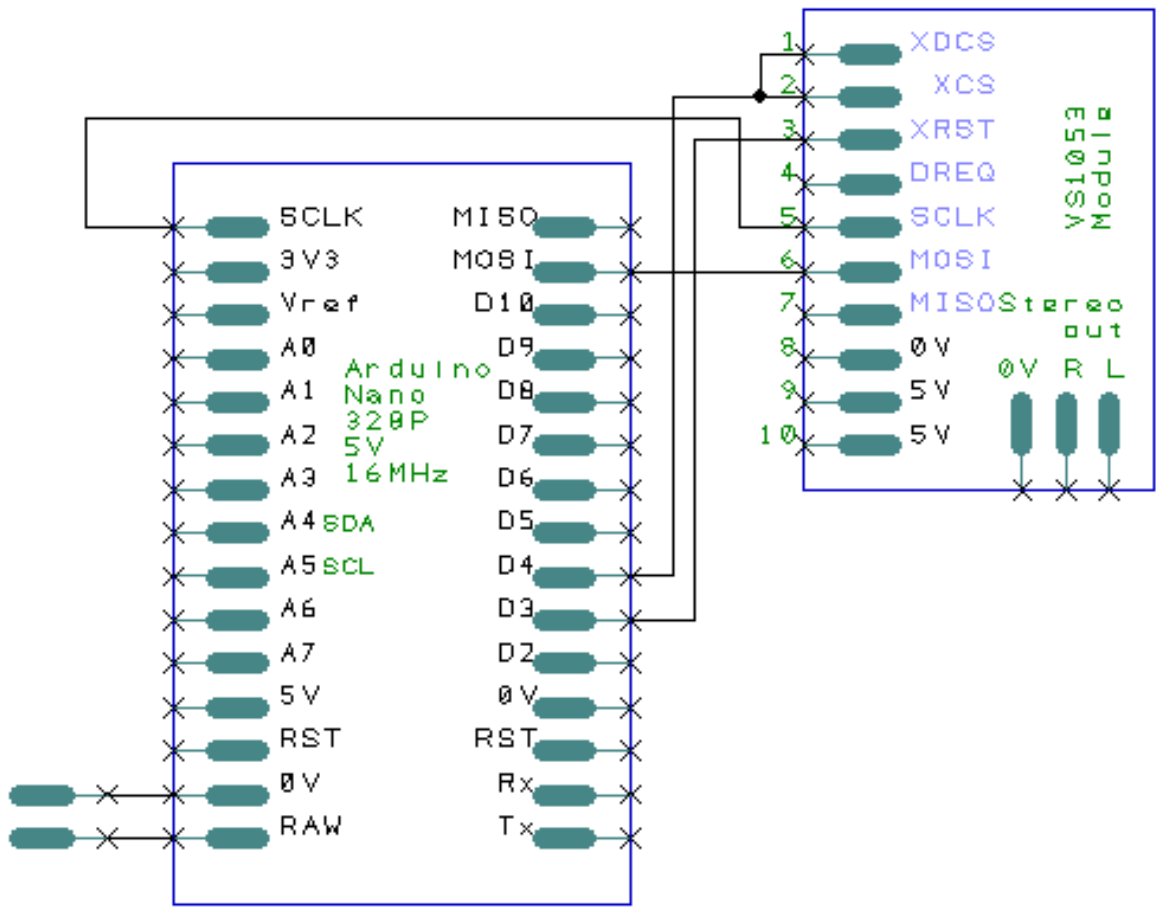 1 XDCS
2 XCS
3 XRST
4 DREQ
5 SCLK
6 MOSI
7 MISO
8 0V
9 5V
10 5V
VS1053
Module
Stereo
out
0V R L
SCLK MISO
3V3 MOSI
Vref D10
A0 D9
A1 D8
A2 D7
A3 D6
A4 SDA D5
A5 SCL D4
A6 D3
A7 D2
5V 0V
RST RST
0V Rx
RAW Tx
Arduino
Nano
328P
5V
16MHz